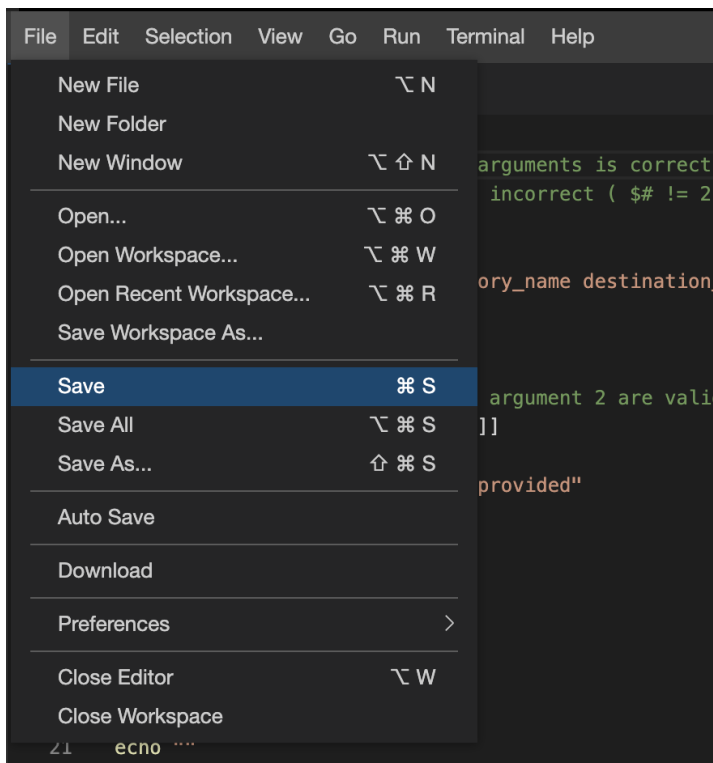 File Edit Selection View Go Run Terminal Help
New File ⌥ N
New Folder
New Window ⌥ ⇧ N
arguments is correct
incorrect ( $# != 2
Open... ⌥ ⌘ O
Open Workspace... ⌥ ⌘ W
Open Recent Workspace... ⌥ ⌘ R
ory_name destination_
Save Workspace As...
Save ⌘ S
argument 2 are vali
Save All ⌥ ⌘ S
]]
Save As... ⇧ ⌘ S
provided"
Auto Save
Download
Preferences
Close Editor ⌥ W
Close Workspace
21 echo ""